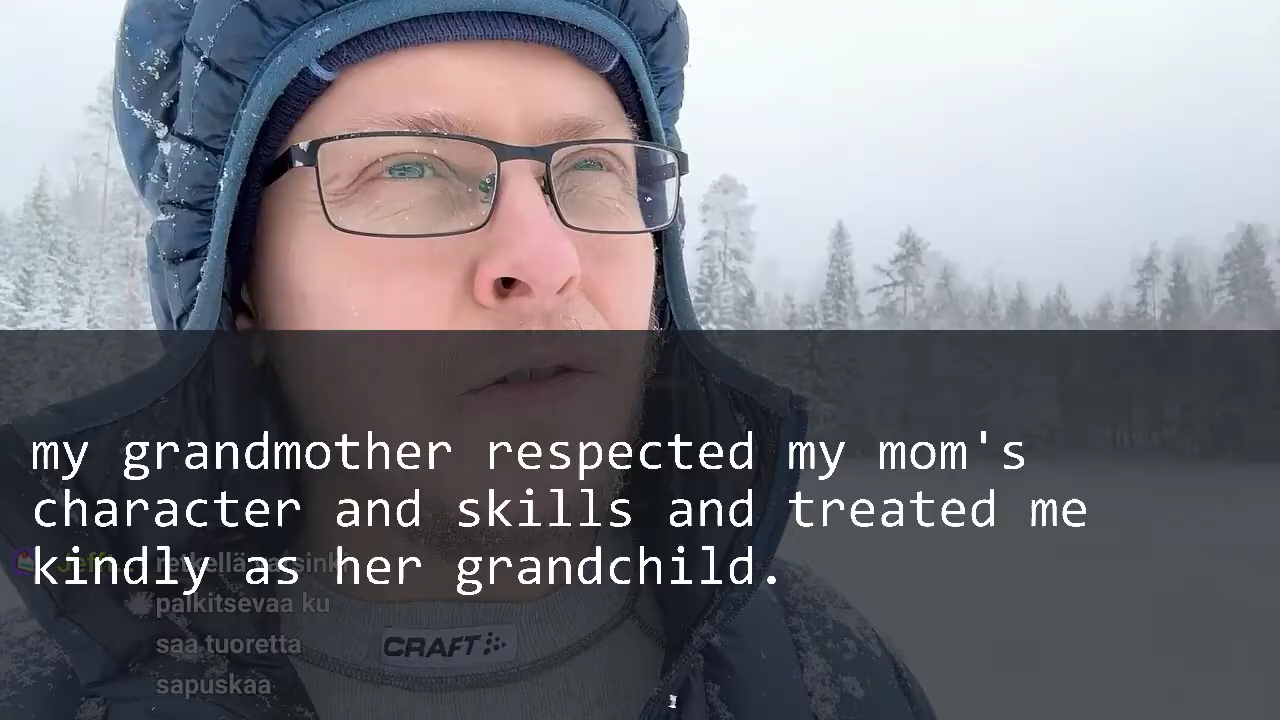 my grandmother respected my mom's
character and skills and treated me
kindly as her grandchild.
retkellä
palkitsevaa ku
saa tuoretta
sapuskaa
CRAFT